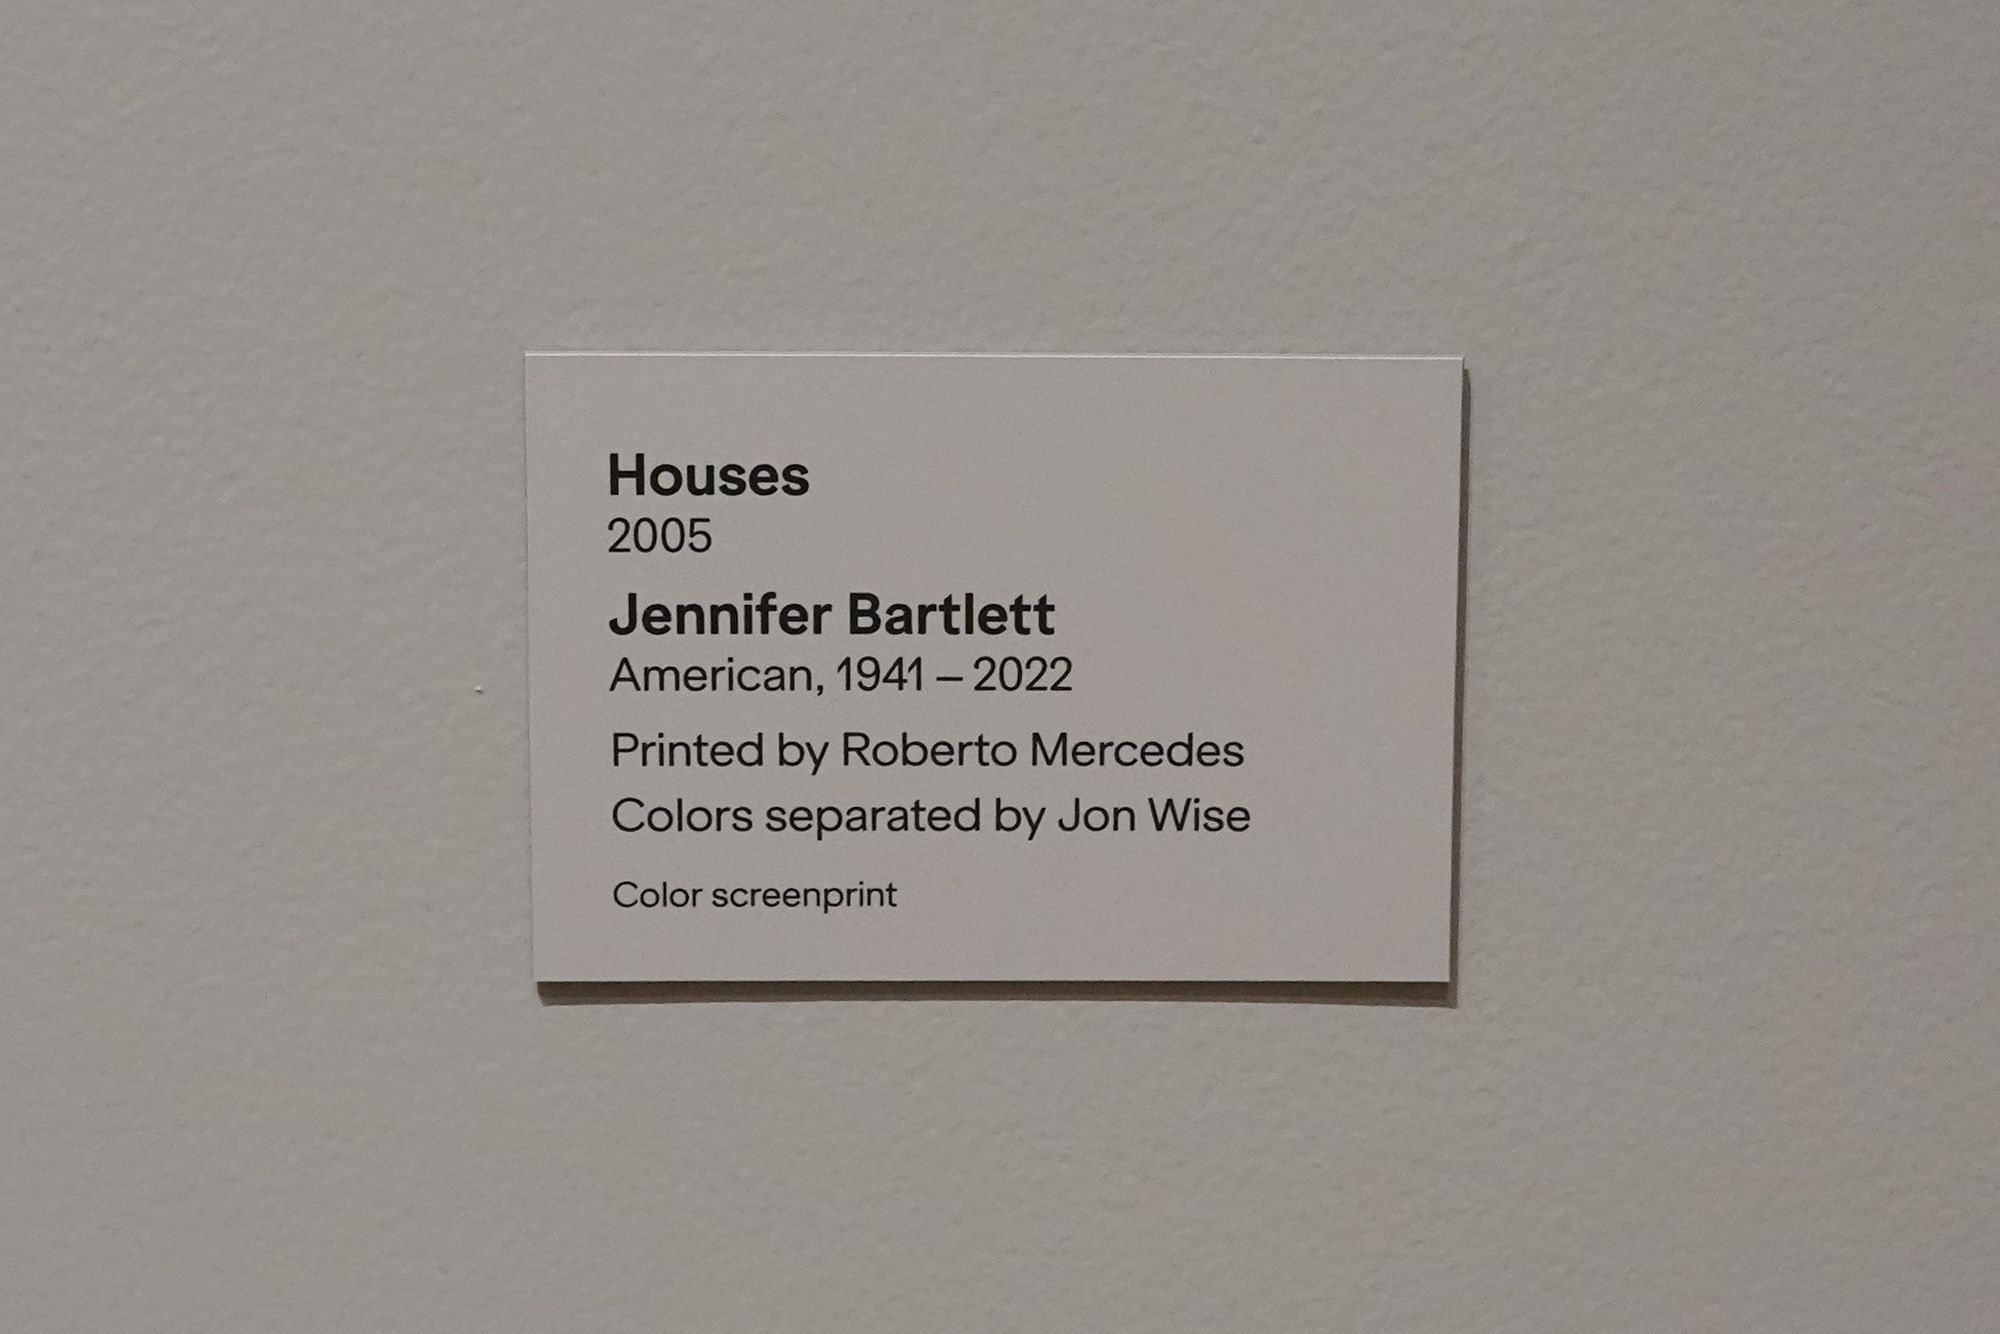 Houses
2005
Jennifer Bartlett
American, 1941 – 2022
Printed by Roberto Mercedes
Colors separated by Jon Wise
Color screenprint